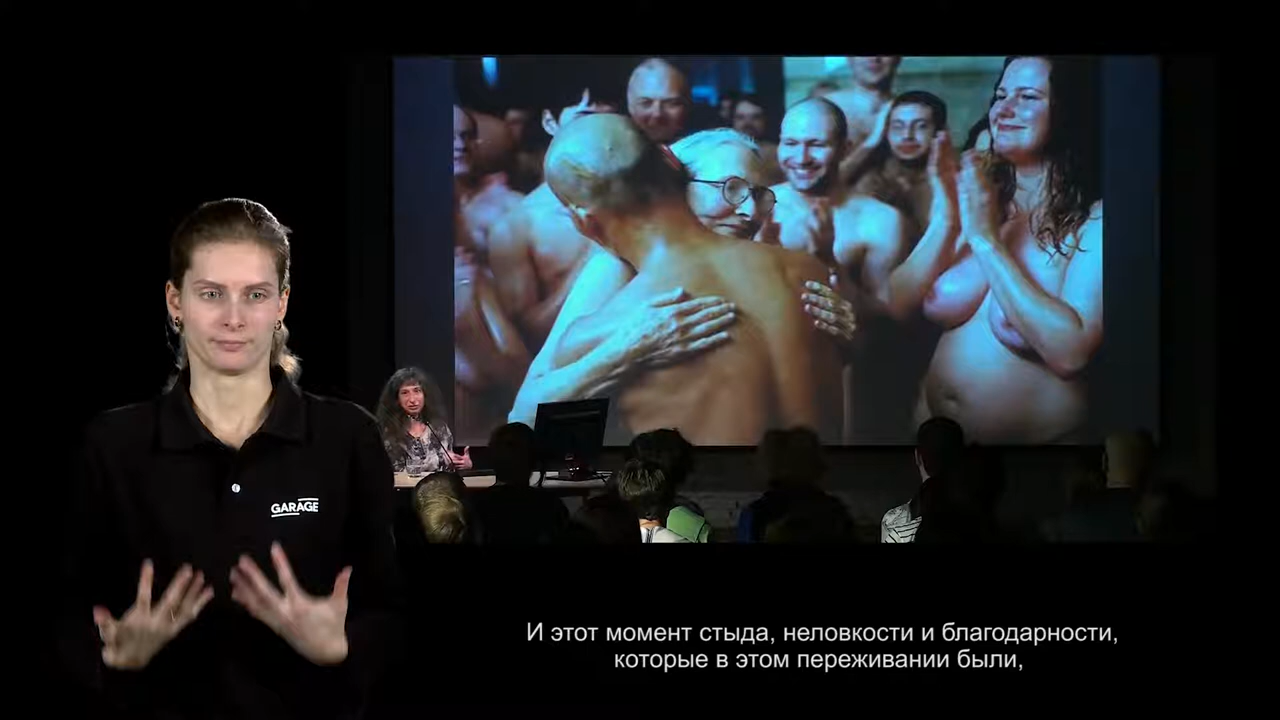 GARAGE
И этот момент стыда, неловкости и благодарности,
которые в этом переживании были,